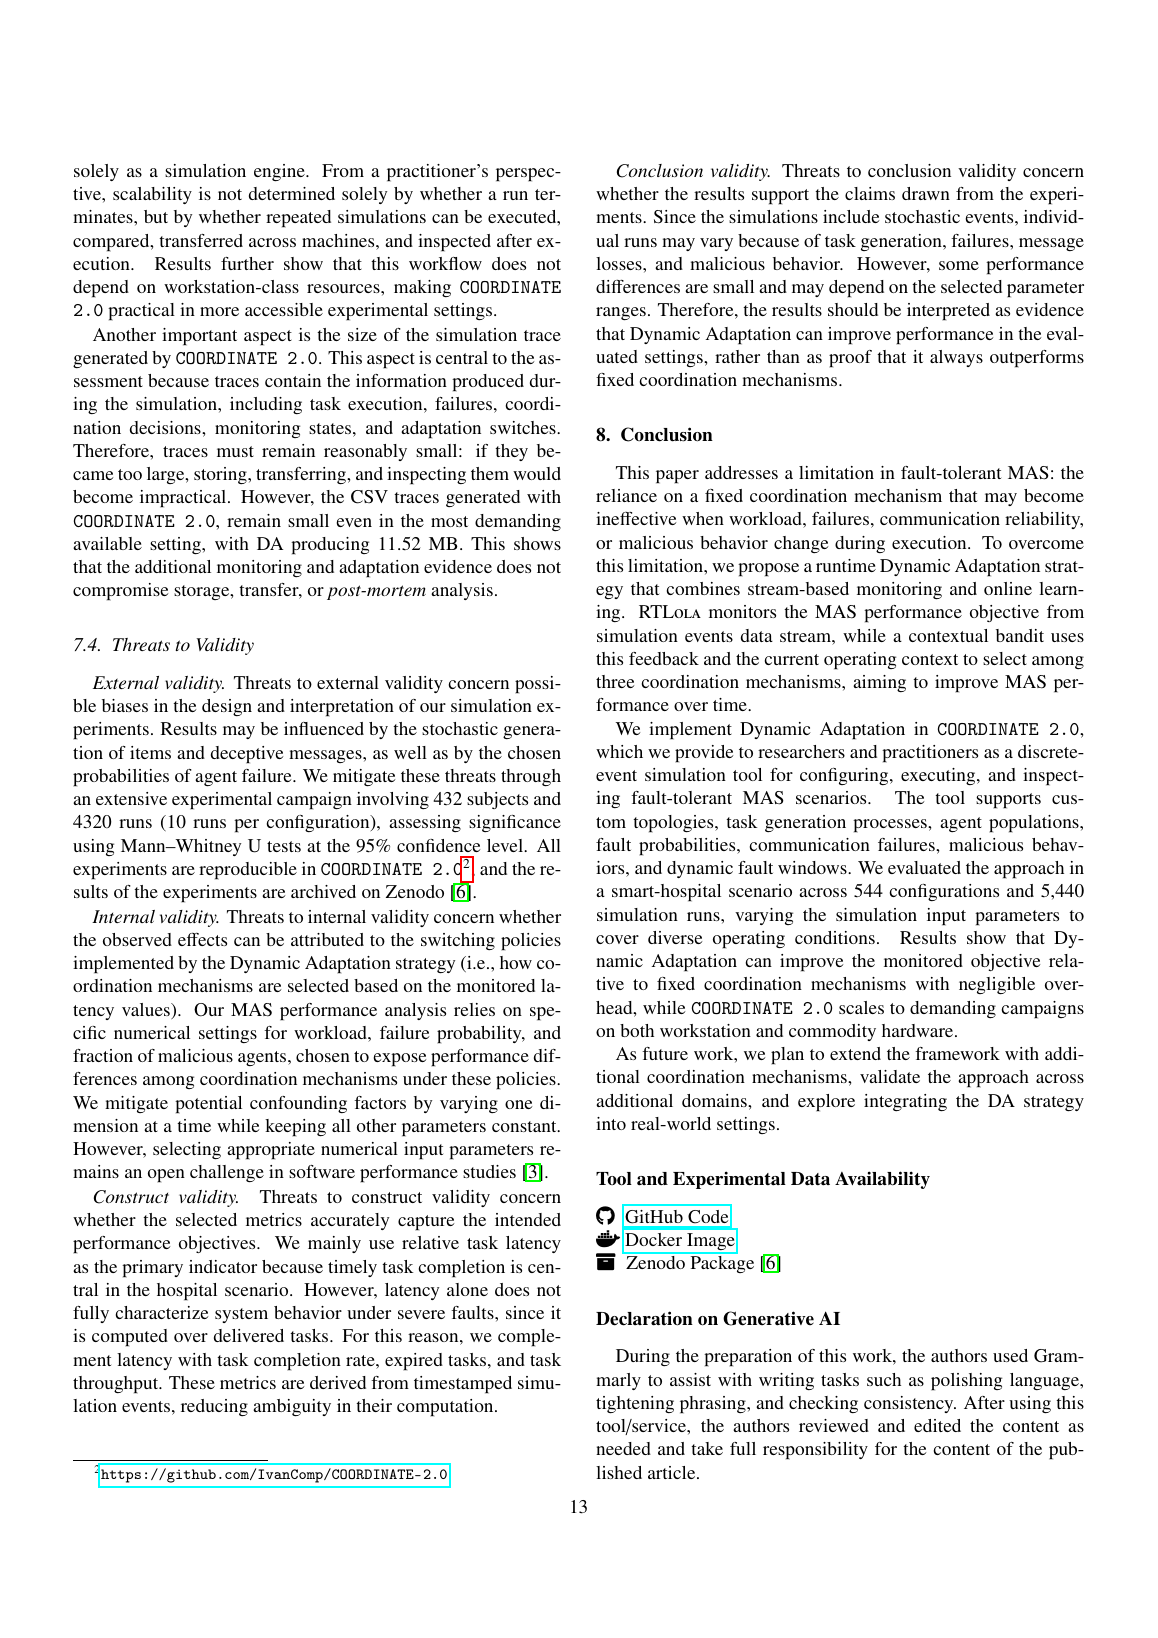 solely as a simulation engine. From a practitioner's perspec-
tive, scalability is not determined solely by whether a run ter-
minates, but by whether repeated simulations can be executed,
compared, transferred across machines, and inspected after ex-
ecution. Results further show that this workflow does not
depend on workstation-class resources, making COORDINATE
2.0 practical in more accessible experimental settings.
Another important aspect is the size of the simulation trace
generated by COORDINATE 2.0. This aspect is central to the as-
sessment because traces contain the information produced dur-
ing the simulation, including task execution, failures, coordi-
nation decisions, monitoring states, and adaptation switches.
Therefore, traces must remain reasonably small: if they be-
came too large, storing, transferring, and inspecting them would
become impractical. However, the CSV traces generated with
COORDINATE 2.0, remain small even in the most demanding
available setting, with DA producing 11.52 MB. This shows
that the additional monitoring and adaptation evidence does not
compromise storage, transfer, or post-mortem analysis.
7.4. Threats to Validity
External validity. Threats to external validity concern possi-
ble biases in the design and interpretation of our simulation ex-
periments. Results may be influenced by the stochastic genera-
tion of items and deceptive messages, as well as by the chosen
probabilities of agent failure. We mitigate these threats through
an extensive experimental campaign involving 432 subjects and
4320 runs (10 runs per configuration), assessing significance
using Mann–Whitney U tests at the 95% confidence level. All
experiments are reproducible in COORDINATE 2.0², and the re-
sults of the experiments are archived on Zenodo [6].
Internal validity. Threats to internal validity concern whether
the observed effects can be attributed to the switching policies
implemented by the Dynamic Adaptation strategy (i.e., how co-
ordination mechanisms are selected based on the monitored la-
tency values). Our MAS performance analysis relies on spe-
cific numerical settings for workload, failure probability, and
fraction of malicious agents, chosen to expose performance dif-
ferences among coordination mechanisms under these policies.
We mitigate potential confounding factors by varying one di-
mension at a time while keeping all other parameters constant.
However, selecting appropriate numerical input parameters re-
mains an open challenge in software performance studies [3].
Construct validity. Threats to construct validity concern
whether the selected metrics accurately capture the intended
performance objectives. We mainly use relative task latency
as the primary indicator because timely task completion is cen-
tral in the hospital scenario. However, latency alone does not
fully characterize system behavior under severe faults, since it
is computed over delivered tasks. For this reason, we comple-
ment latency with task completion rate, expired tasks, and task
throughput. These metrics are derived from timestamped simu-
lation events, reducing ambiguity in their computation.
²https://github.com/IvanComp/COORDINATE-2.0
Conclusion validity. Threats to conclusion validity concern
whether the results support the claims drawn from the experi-
ments. Since the simulations include stochastic events, individ-
ual runs may vary because of task generation, failures, message
losses, and malicious behavior. However, some performance
differences are small and may depend on the selected parameter
ranges. Therefore, the results should be interpreted as evidence
that Dynamic Adaptation can improve performance in the eval-
uated settings, rather than as proof that it always outperforms
fixed coordination mechanisms.
8. Conclusion
This paper addresses a limitation in fault-tolerant MAS: the
reliance on a fixed coordination mechanism that may become
ineffective when workload, failures, communication reliability,
or malicious behavior change during execution. To overcome
this limitation, we propose a runtime Dynamic Adaptation strat-
egy that combines stream-based monitoring and online learn-
ing. RTLola monitors the MAS performance objective from
simulation events data stream, while a contextual bandit uses
this feedback and the current operating context to select among
three coordination mechanisms, aiming to improve MAS per-
formance over time.
We implement Dynamic Adaptation in COORDINATE 2.0,
which we provide to researchers and practitioners as a discrete-
event simulation tool for configuring, executing, and inspect-
ing fault-tolerant MAS scenarios. The tool supports cus-
tom topologies, task generation processes, agent populations,
fault probabilities, communication failures, malicious behav-
iors, and dynamic fault windows. We evaluated the approach in
a smart-hospital scenario across 544 configurations and 5,440
simulation runs, varying the simulation input parameters to
cover diverse operating conditions. Results show that Dy-
namic Adaptation can improve the monitored objective rela-
tive to fixed coordination mechanisms with negligible over-
head, while COORDINATE 2.0 scales to demanding campaigns
on both workstation and commodity hardware.
As future work, we plan to extend the framework with addi-
tional coordination mechanisms, validate the approach across
additional domains, and explore integrating the DA strategy
into real-world settings.
Tool and Experimental Data Availability
GitHub Code
Docker Image
Zenodo Package [6]
Declaration on Generative AI
During the preparation of this work, the authors used Gram-
marly to assist with writing tasks such as polishing language,
tightening phrasing, and checking consistency. After using this
tool/service, the authors reviewed and edited the content as
needed and take full responsibility for the content of the pub-
lished article.
13